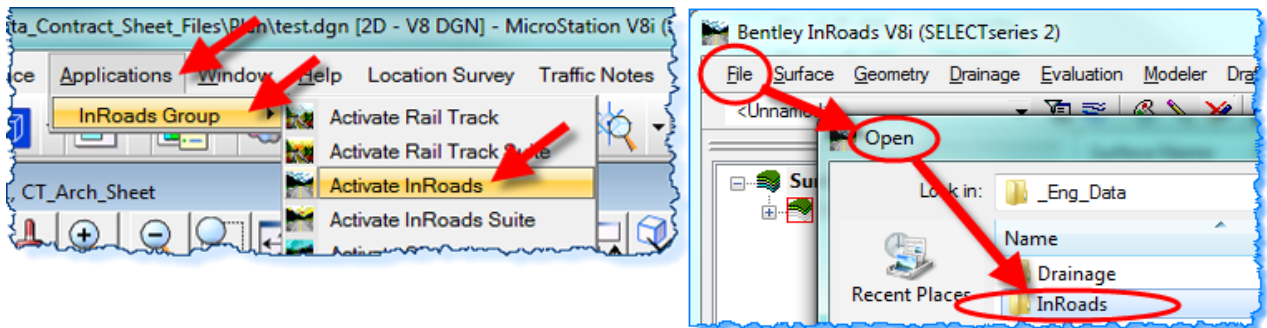 ta_Contract_Sheet_Files\Plan\test.dgn [2D - V8 DGN] - MicroStation V8i (
ce Applications Window Help Location Survey Traffic Notes
InRoads Group
Activate Rail Track
Activate Rail Track Suite
Activate InRoads
Activate InRoads Suite
, CT_Arch_Sheet
Bentley InRoads V8i (SELECTseries 2)
File Surface Geometry Drainage Evaluation Modeler Dra
<Unnamed
Open
Su
Look in: _Eng_Data
Name
Drainage
InRoads
Recent Places